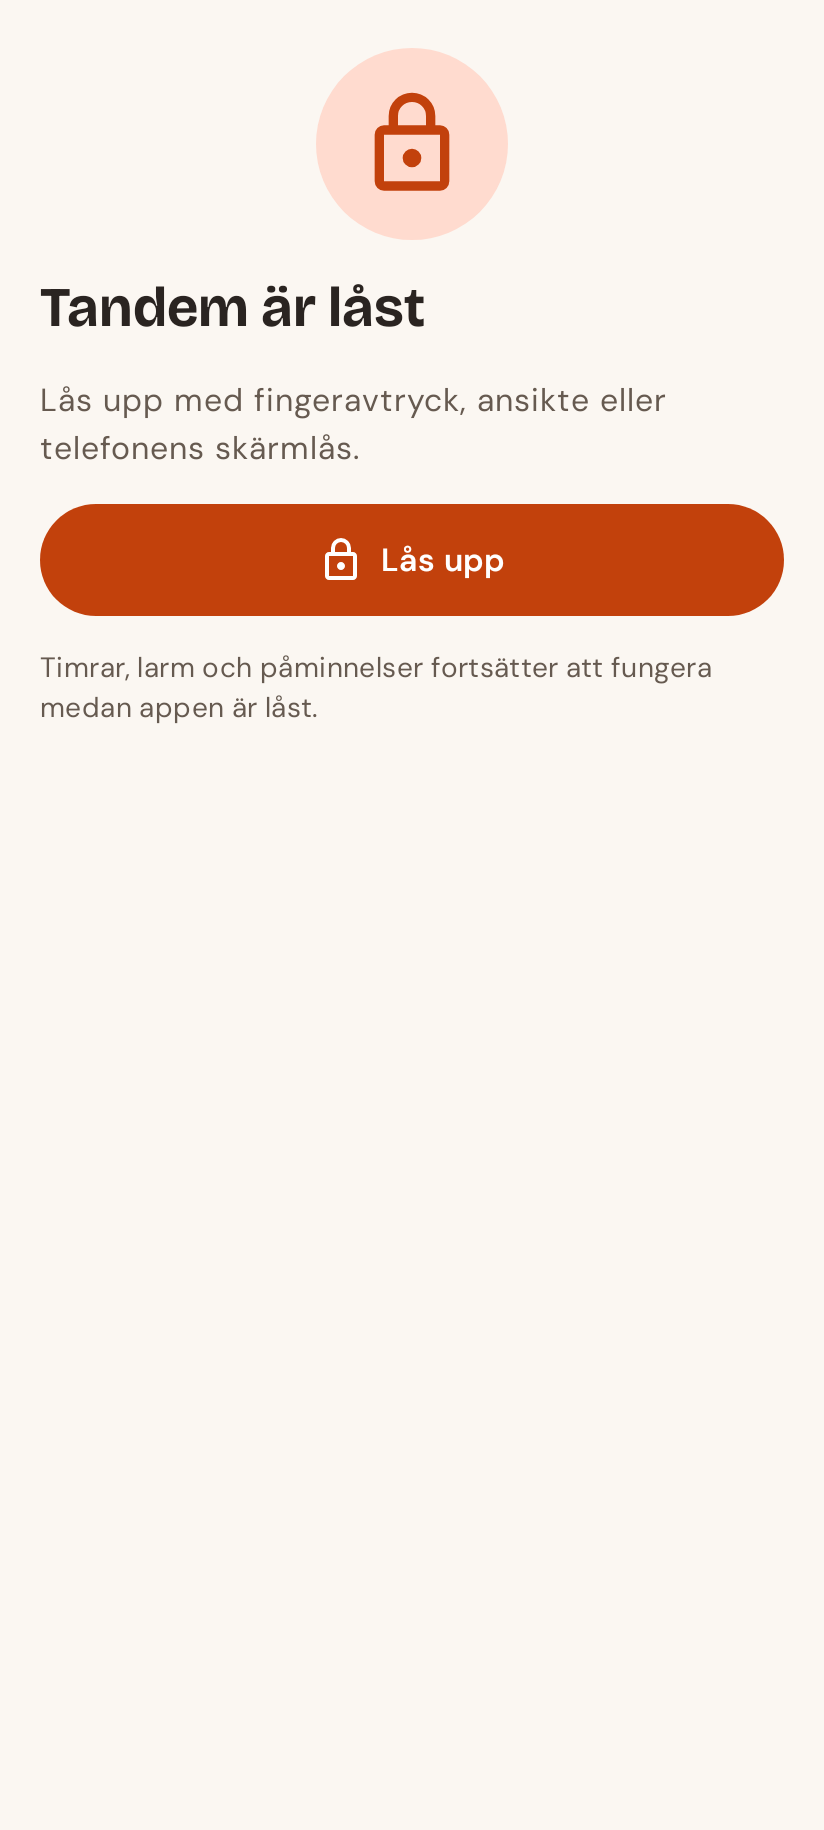 Tandem är låst
Lås upp med fingeravtryck, ansikte eller
telefonens skärmlås.
Lås upp
Timrar, larm och påminnelser fortsätter att fungera
medan appen är låst.